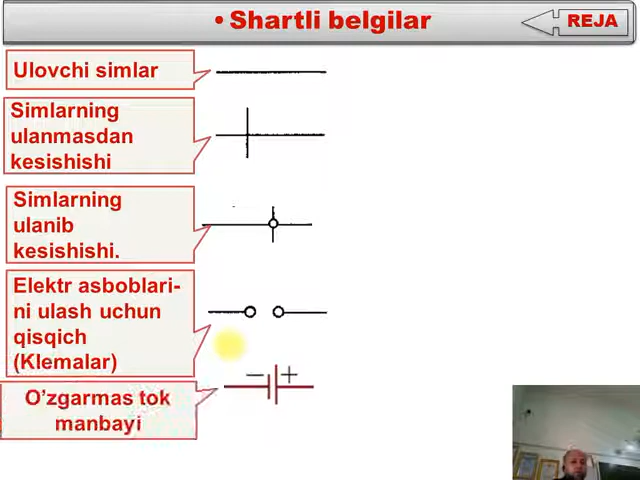 • Shartli belgilar
REJA
Ulovchi simlar
Simlarning
ulanmasdan
kesishishi
Simlarning
ulanib
kesishishi.
Elektr asboblari-
ni ulash uchun
qisqich
(Klemalar)
− +
O’zgarmas tok
manbayi